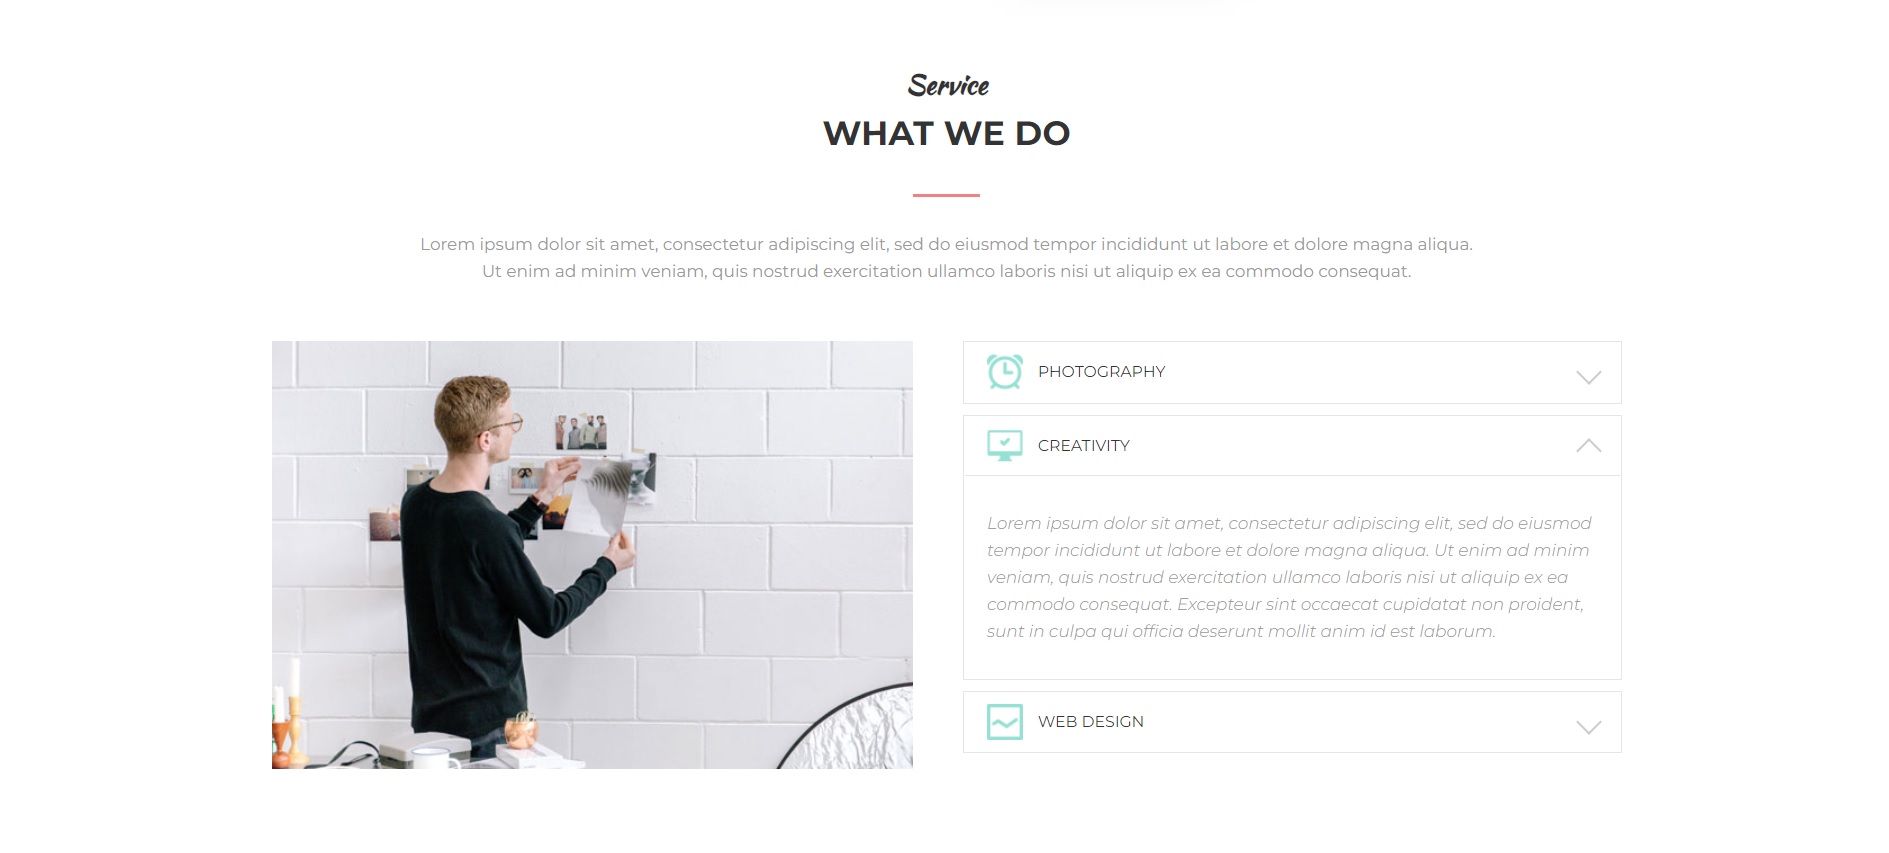 Service
WHAT WE DO
Lorem ipsum dolor sit amet, consectetur adipiscing elit, sed do eiusmod tempor incididunt ut labore et dolore magna aliqua.
Ut enim ad minim veniam, quis nostrud exercitation ullamco laboris nisi ut aliquip ex ea commodo consequat.
PHOTOGRAPHY
CREATIVITY
Lorem ipsum dolor sit amet, consectetur adipiscing elit, sed do eiusmod
tempor incididunt ut labore et dolore magna aliqua. Ut enim ad minim
veniam, quis nostrud exercitation ullamco laboris nisi ut aliquip ex ea
commodo consequat. Excepteur sint occaecat cupidatat non proident,
sunt in culpa qui officia deserunt mollit anim id est laborum.
WEB DESIGN